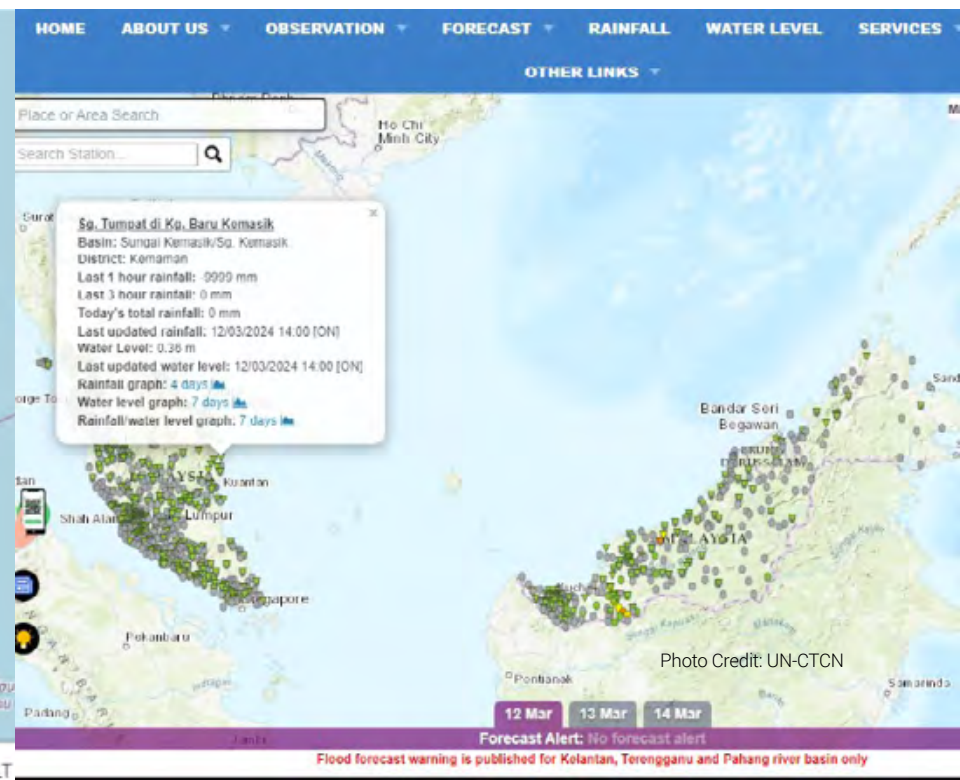 HOME ABOUT US OBSERVATION FORECAST RAINFALL WATER LEVEL SERVICES
OTHER LINKS
Place or Area Search
Search Station...
Ho Chi
Minh City
Surat
Sg. Tumpat di Kg. Baru Kemasik
Basin: Sungai Kemasik/Sg. Kemasik
District: Kemaman
Last 1 hour rainfall: -9999 mm
Last 3 hour rainfall: 0 mm
Today's total rainfall: 0 mm
Last updated rainfall: 12/03/2024 14:00 [ON]
Water Level: 0.36 m
Last updated water level: 12/03/2024 14:00 [ON]
Rainfall graph: 4 days
Water level graph: 7 days
Rainfall/water level graph: 7 days
Bandar Seri
Begawan
Kuantan
Shah Alam
Lumpur
Pekanbaru
Padang
Pontianak
Samarinda
Photo Credit: UN-CTCN
12 Mar 13 Mar 14 Mar
Forecast Alert: No forecast alert
Flood forecast warning is published for Kelantan, Terengganu and Pahang river basin only